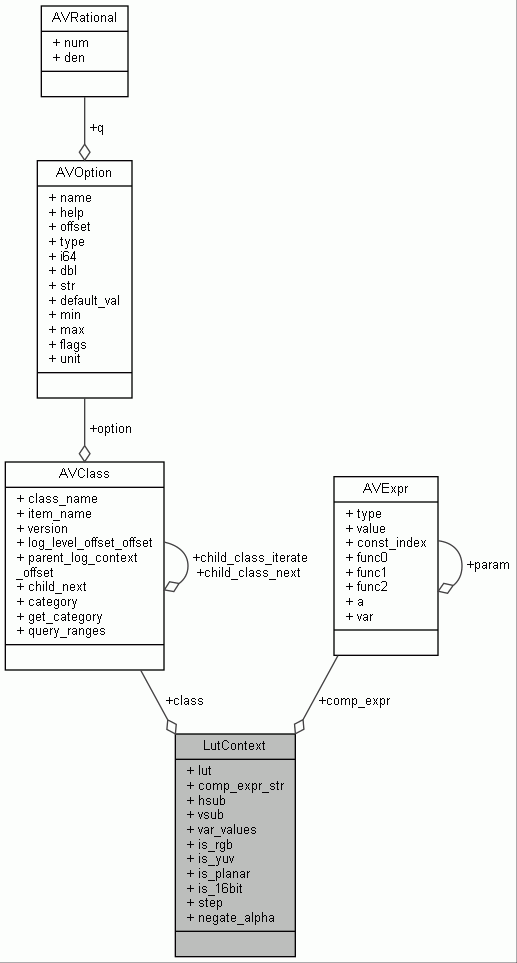 AVRational
+ num
+ den
+q
AVOption
+ name
+ help
+ offset
+ type
+ i64
+ dbl
+ str
+ default_val
+ min
+ max
+ flags
+ unit
+option
AVClass
+ class_name
+ item_name
+ version
+ log_level_offset_offset
+ parent_log_context
_offset
+ child_next
+ category
+ get_category
+ query_ranges
+child_class_iterate
+child_class_next
AVExpr
+ type
+ value
+ const_index
+ func0
+ func1
+ func2
+ a
+ var
+param
+class
+comp_expr
LutContext
+ lut
+ comp_expr_str
+ hsub
+ vsub
+ var_values
+ is_rgb
+ is_yuv
+ is_planar
+ is_16bit
+ step
+ negate_alpha